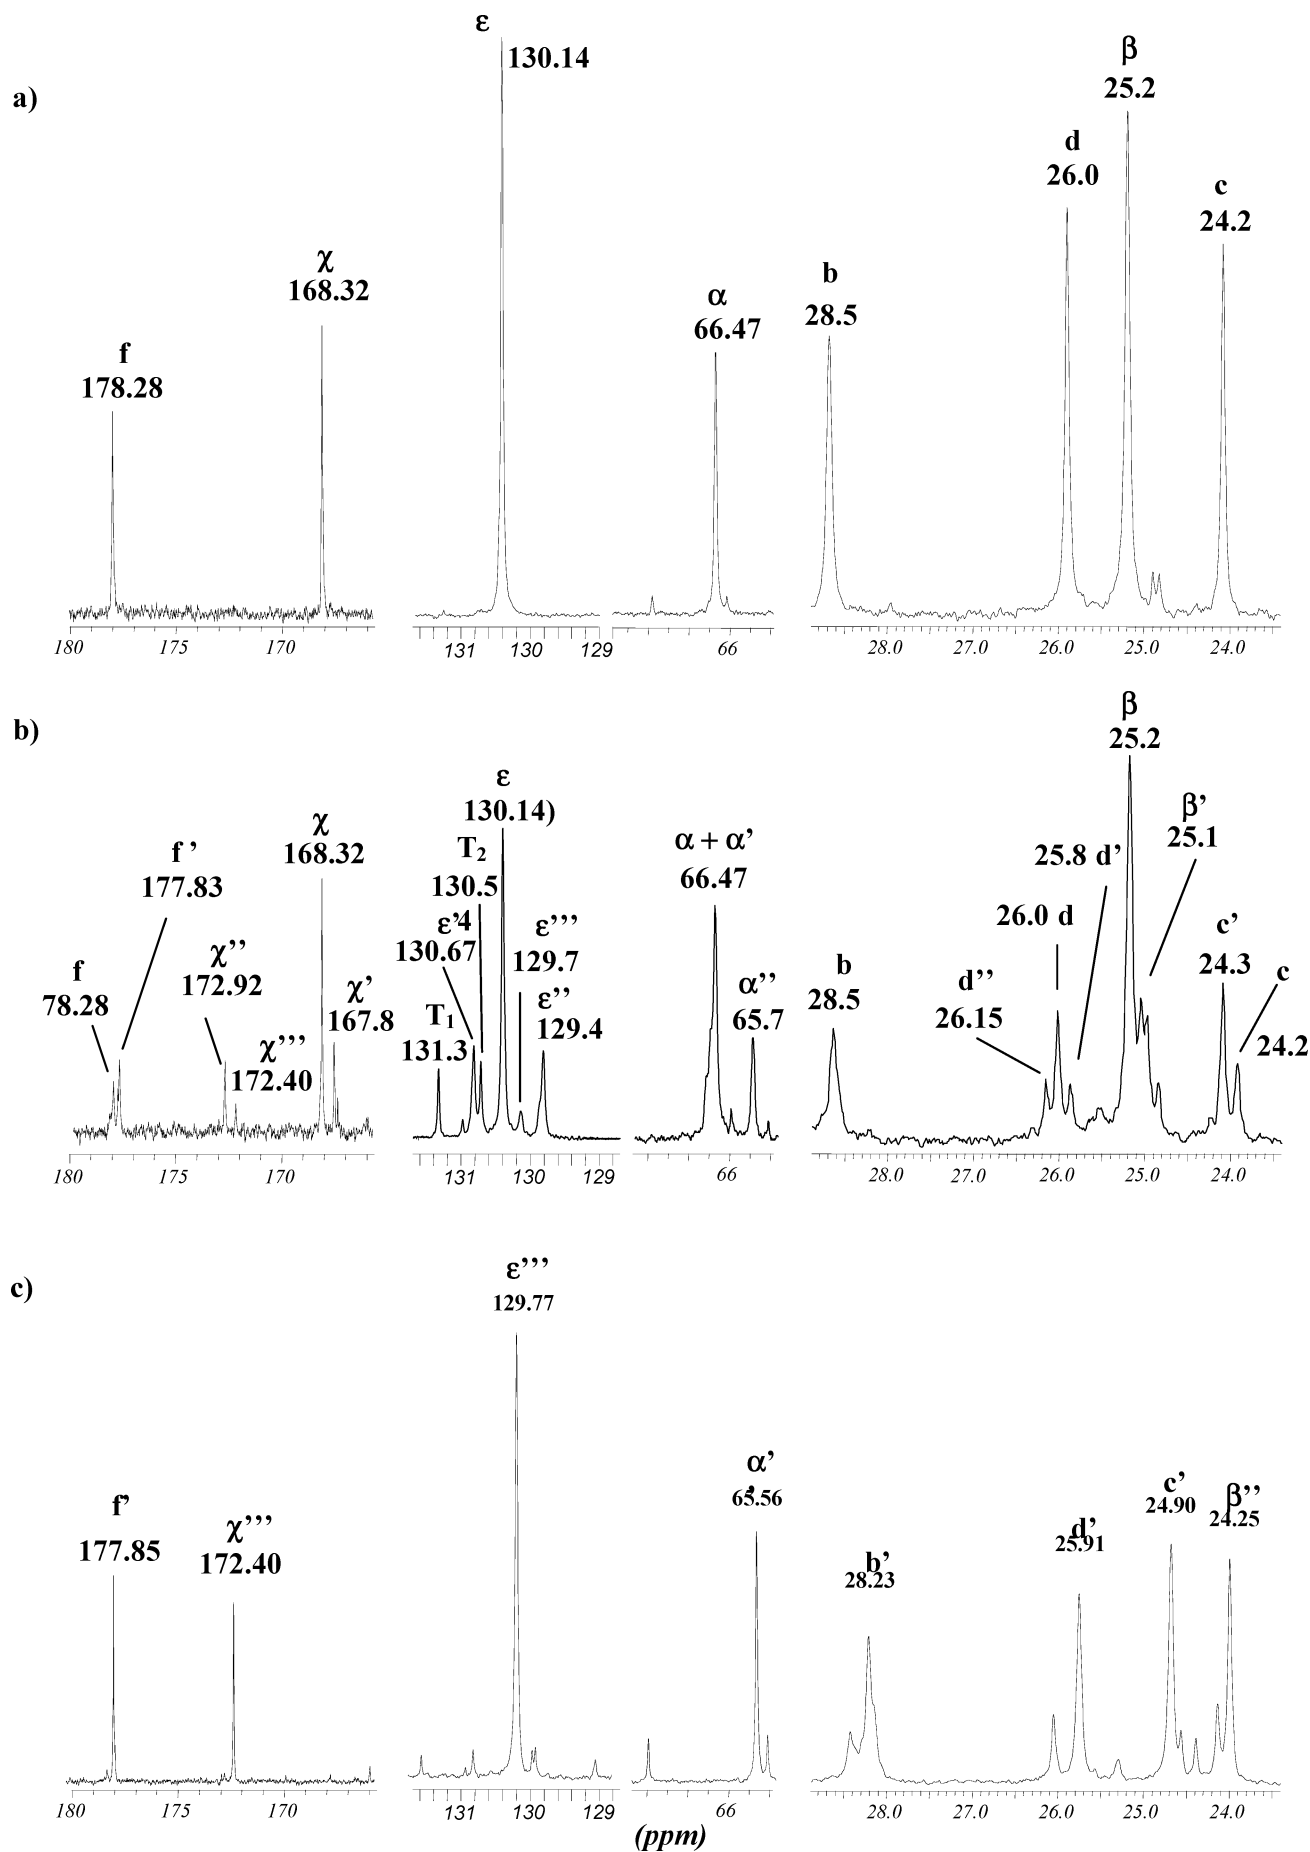 a)
ε
130.14
β
25.2
d
26.0
c
24.2
χ
168.32
α
66.47
b
28.5
f
178.28
180 175 170
131 130 129
66
28.0 27.0 26.0 25.0 24.0
b)
β
25.2
ε
130.14)
β’
25.1
χ
168.32
T2
130.5
α + α’
66.47
25.8 d’
f ’
177.83
26.0 d
ε’4
130.67
ε’’’
129.7
c’
24.3
c
24.2
χ’’
172.92
f
78.28
χ’
167.8
b
28.5
α’’
65.7
d’’
26.15
ε’’
129.4
T1
131.3
χ’’’
172.40
180 175 170
131 130 129
66
28.0 27.0 26.0 25.0 24.0
c)
ε’’’
129.77
α’
’
65.56
c’
24.90
β’’
24.25
f’
177.85
χ’’’
172.40
d’
25.91
b’
28.23
180 175 170
131 130 129
66
28.0 27.0 26.0 25.0 24.0
(ppm)